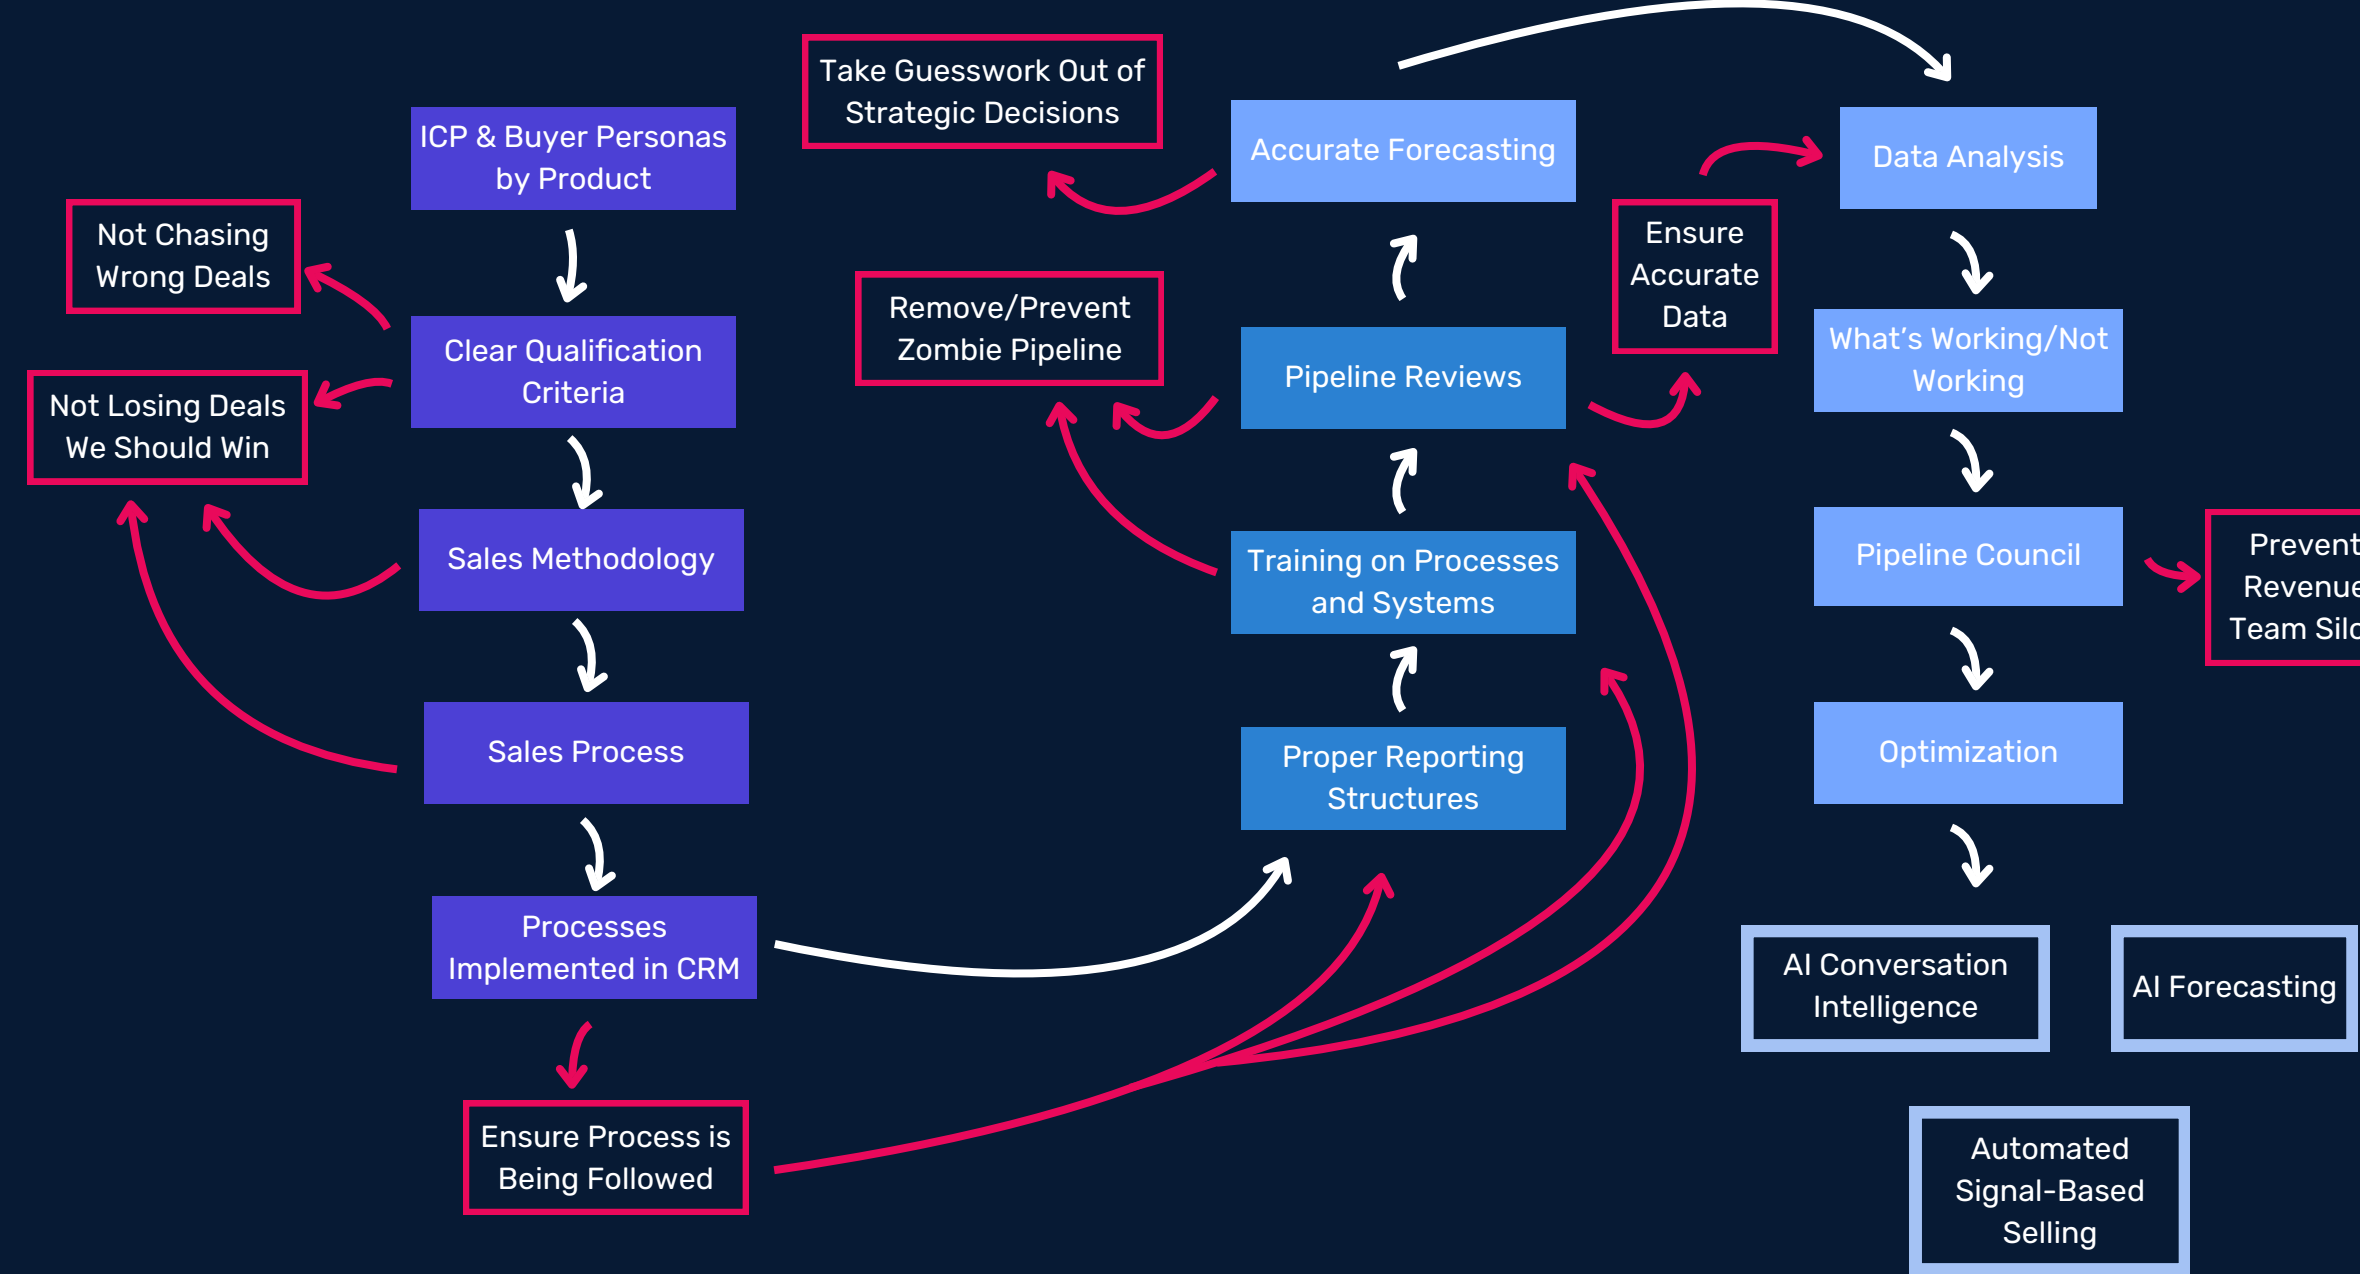 ICP & Buyer Personas
by Product
Not Chasing
Wrong Deals
Clear Qualification
Criteria
Not Losing Deals
We Should Win
Sales Methodology
Sales Process
Processes
Implemented in CRM
Ensure Process is
Being Followed
Take Guesswork Out of
Strategic Decisions
Accurate Forecasting
Remove/Prevent
Zombie Pipeline
Pipeline Reviews
Ensure
Accurate
Data
Training on Processes
and Systems
Proper Reporting
Structures
Data Analysis
What’s Working/Not
Working
Pipeline Council
Prevent
Revenue
Team
Optimization
AI Conversation
Intelligence
AI Forecasting
Automated
Signal-Based
Selling